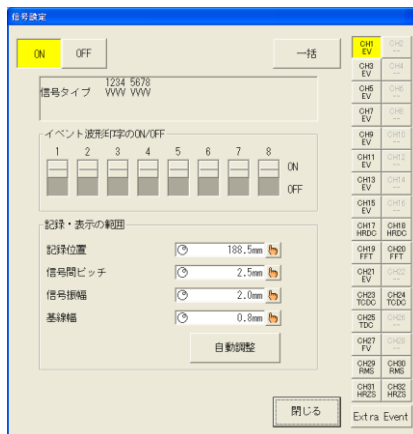 信号設定
ON OFF 一括
1234 5678
信号タイプ VVVV VVVV
イベント波形印字のON/OFF
1 2 3 4 5 6 7 8
ON
OFF
記録・表示の範囲
記録位置 188.5mm
信号間ピッチ 2.5mm
信号振幅 2.0mm
基線幅 0.8mm
自動調整
閉じる
CH1 CH2
EV --
CH3 CH4
EV --
CH5 CH6
EV --
CH7 CH8
EV --
CH9 CH10
EV --
CH11 CH12
EV --
CH13 CH14
EV --
CH15 CH16
EV --
CH17 CH18
HRDC HRDC
CH19 CH20
FFT FFT
CH21 CH22
EV --
CH23 CH24
TCDC TCDC
CH25 CH26
TDC --
CH27 CH28
FV --
CH29 CH30
RMS RMS
CH31 CH32
HRZS HRZS
Extra Event